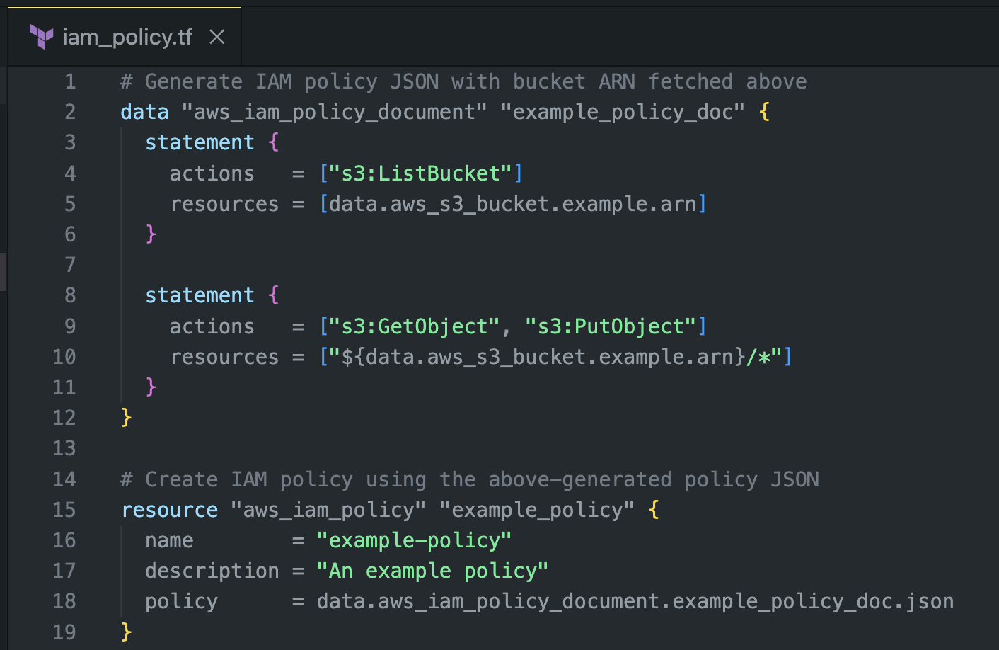 iam_policy.tf
1 # Generate IAM policy JSON with bucket ARN fetched above
2 data "aws_iam_policy_document" "example_policy_doc" {
3   statement {
4     actions   = ["s3:ListBucket"]
5     resources = [data.aws_s3_bucket.example.arn]
6   }
7
8   statement {
9     actions   = ["s3:GetObject", "s3:PutObject"]
10     resources = ["${data.aws_s3_bucket.example.arn}/*"]
11   }
12 }
13
14 # Create IAM policy using the above-generated policy JSON
15 resource "aws_iam_policy" "example_policy" {
16   name        = "example-policy"
17   description = "An example policy"
18   policy      = data.aws_iam_policy_document.example_policy_doc.json
19 }